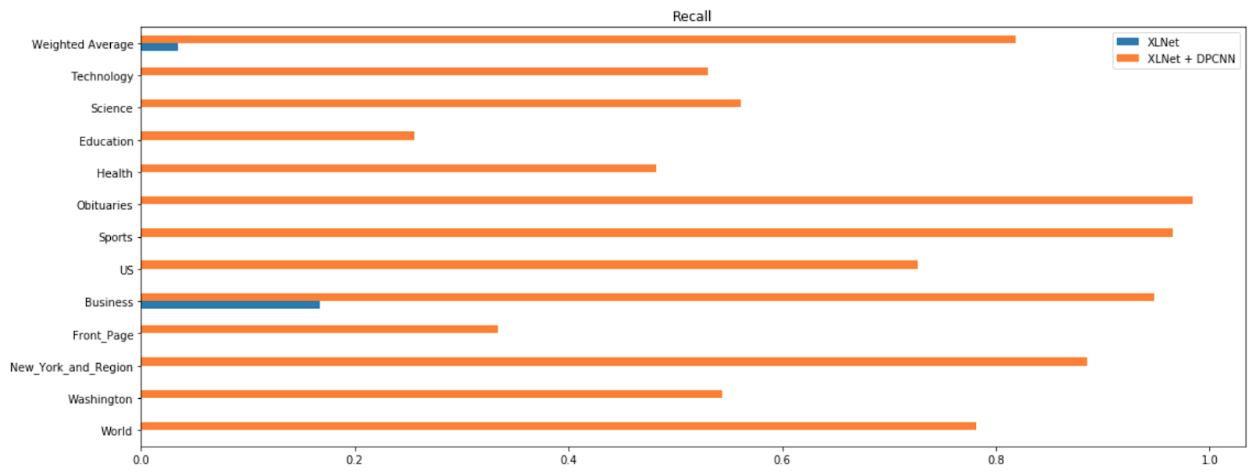 Recall
XLNet
XLNet + DPCNN
Weighted Average
Technology
Science
Education
Health
Obituaries
Sports
US
Business
Front_Page
New_York_and_Region
Washington
World
0.0 0.2 0.4 0.6 0.8 1.0